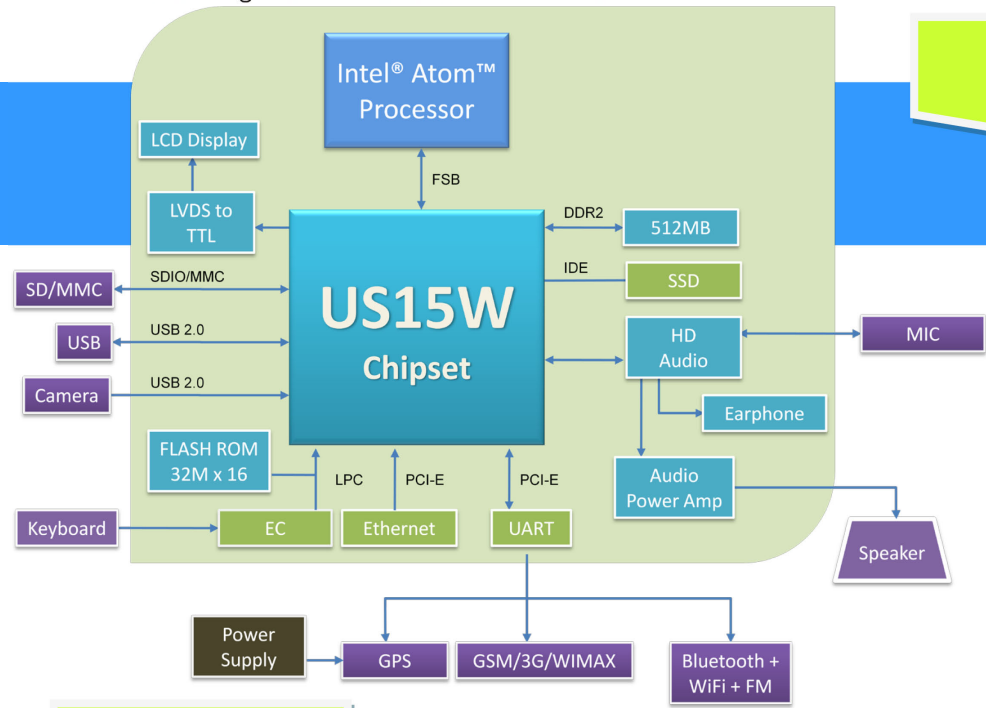 Intel® Atom™
Processor
LCD Display
FSB
LVDS to
TTL
DDR2
512MB
US15W
Chipset
SD/MMC
SDIO/MMC
IDE
SSD
USB
USB 2.0
HD
Audio
MIC
Camera
USB 2.0
Earphone
FLASH ROM
32M x 16
LPC
PCI-E
PCI-E
Audio
Power Amp
Keyboard
EC
Ethernet
UART
Speaker
Power
Supply
GPS
GSM/3G/WIMAX
Bluetooth +
WiFi + FM